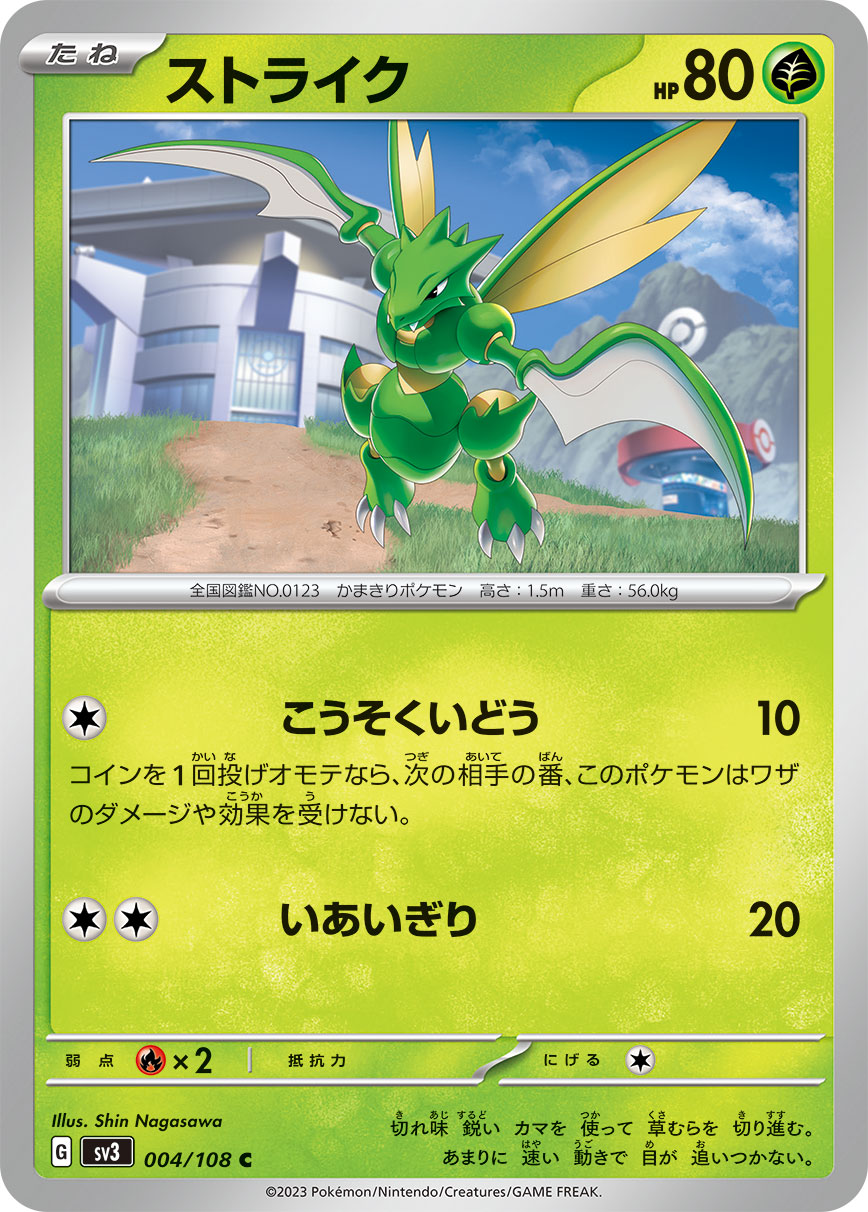 たね
ストライク
HP80
全国図鑑NO.0123 かまきりポケモン 高さ：1.5m 重さ：56.0kg
こうそくいどう 10
コインを1回投げオモテなら、次の相手の番、このポケモンはワザ
のダメージや効果を受けない。
いあいぎり 20
弱点 ×2 抵抗力 にげる
Illus. Shin Nagasawa
切れ味 鋭い カマを 使って 草むらを 切り進む。
あまりに 速い 動きで 目が 追いつかない。
G sv3 004/108 C
©2023 Pokémon/Nintendo/Creatures/GAME FREAK.